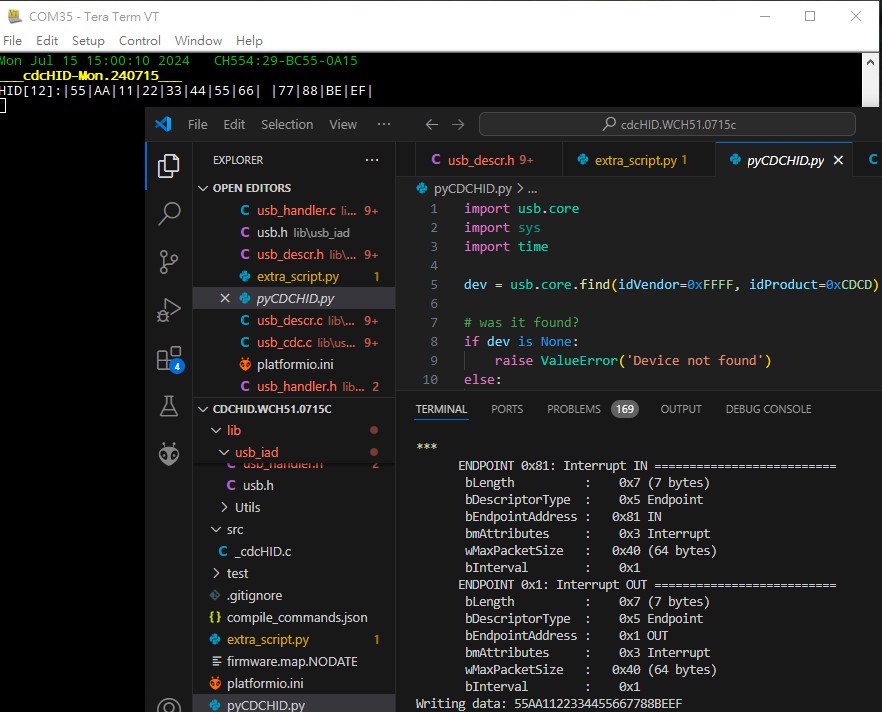 COM35 - Tera Term VT
File Edit Setup Control Window Help
Mon Jul 15 15:00:10 2024 CH554:29-BC55-0A15
___cdcHID-Mon.240715___
HID[12]:|55|AA|11|22|33|44|55|66| |77|88|BE|EF|
File Edit Selection View ···
cdcHID.WCH51.0715c
EXPLORER ···
OPEN EDITORS
usb_handler.c li... 9+
usb.h lib\usb_iad
usb_descr.h lib\... 9+
extra_script.py 1
pyCDCHID.py
usb_descr.c lib\... 9+
usb_cdc.c lib\us... 9+
platformio.ini
usb_handler.h lib... 2
CDCHID.WCH51.0715C
lib
usb_iad
usb_handler.h 2
usb.h
Utils
src
_cdcHID.c
test
.gitignore
compile_commands.json
extra_script.py 1
firmware.map.NODATE
platformio.ini
pyCDCHID.py
4
usb_descr.h 9+ extra_script.py 1 pyCDCHID.py
pyCDCHID.py > ...
1 import usb.core
2 import sys
3 import time
4
5 dev = usb.core.find(idVendor=0xFFFF, idProduct=0xCDCD)
6
7 # was it found?
8 if dev is None:
9 raise ValueError('Device not found')
10 else:
TERMINAL PORTS PROBLEMS 169 OUTPUT DEBUG CONSOLE
***
ENDPOINT 0x81: Interrupt IN ==========================
bLength : 0x7 (7 bytes)
bDescriptorType : 0x5 Endpoint
bEndpointAddress : 0x81 IN
bmAttributes : 0x3 Interrupt
wMaxPacketSize : 0x40 (64 bytes)
bInterval : 0x1
ENDPOINT 0x1: Interrupt OUT ==========================
bLength : 0x7 (7 bytes)
bDescriptorType : 0x5 Endpoint
bEndpointAddress : 0x1 OUT
bmAttributes : 0x3 Interrupt
wMaxPacketSize : 0x40 (64 bytes)
bInterval : 0x1
Writing data: 55AA1122334455667788BEEF